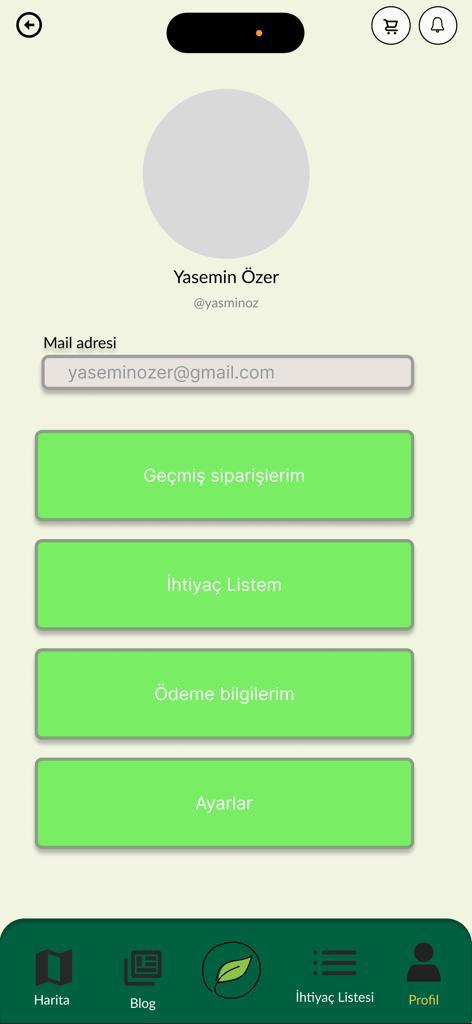 Yasemin Özer
@yasminoz
Mail adresi
yaseminozer@gmail.com
Geçmiş siparişlerim
İhtiyaç Listem
Ödeme bilgilerim
Ayarlar
Harita
Blog
İhtiyaç Listesi
Profil